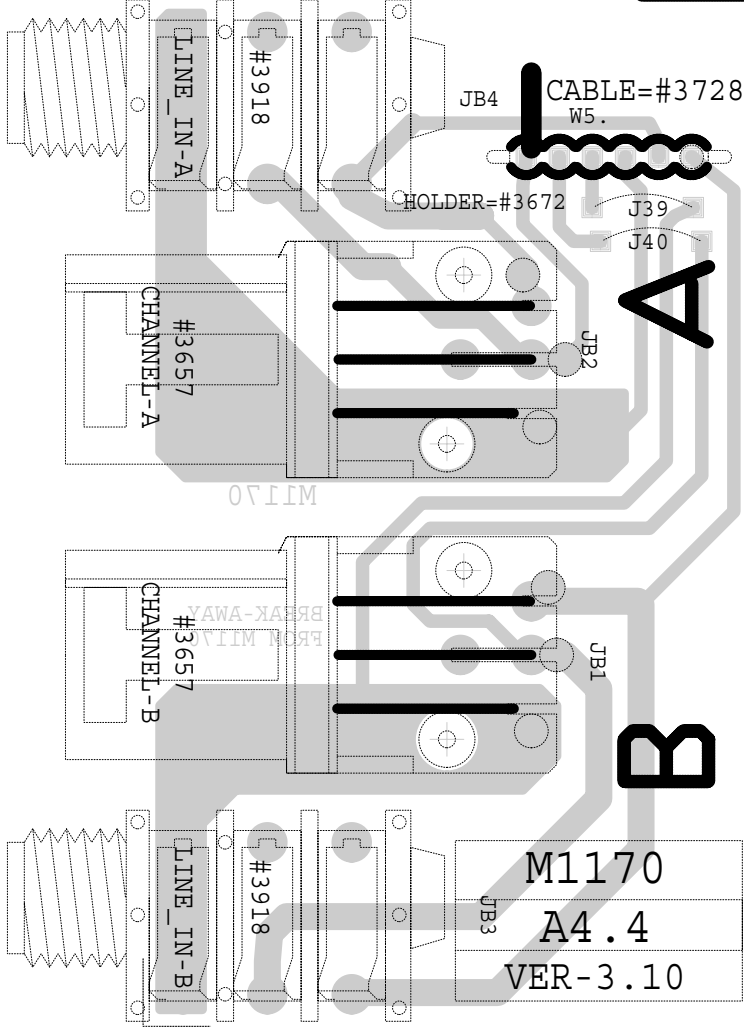 LINE_IN-A
#3918
JB4
CABLE=#3728
W5.
HOLDER=#3672
J39
J40
A
#3657
CHANNEL-A
JB2
M1170
BREAK-AWAY
FROM M1170
#3657
CHANNEL-B
JB1
B
LINE_IN-B
#3918
JB3
M1170
A4.4
VER-3.10